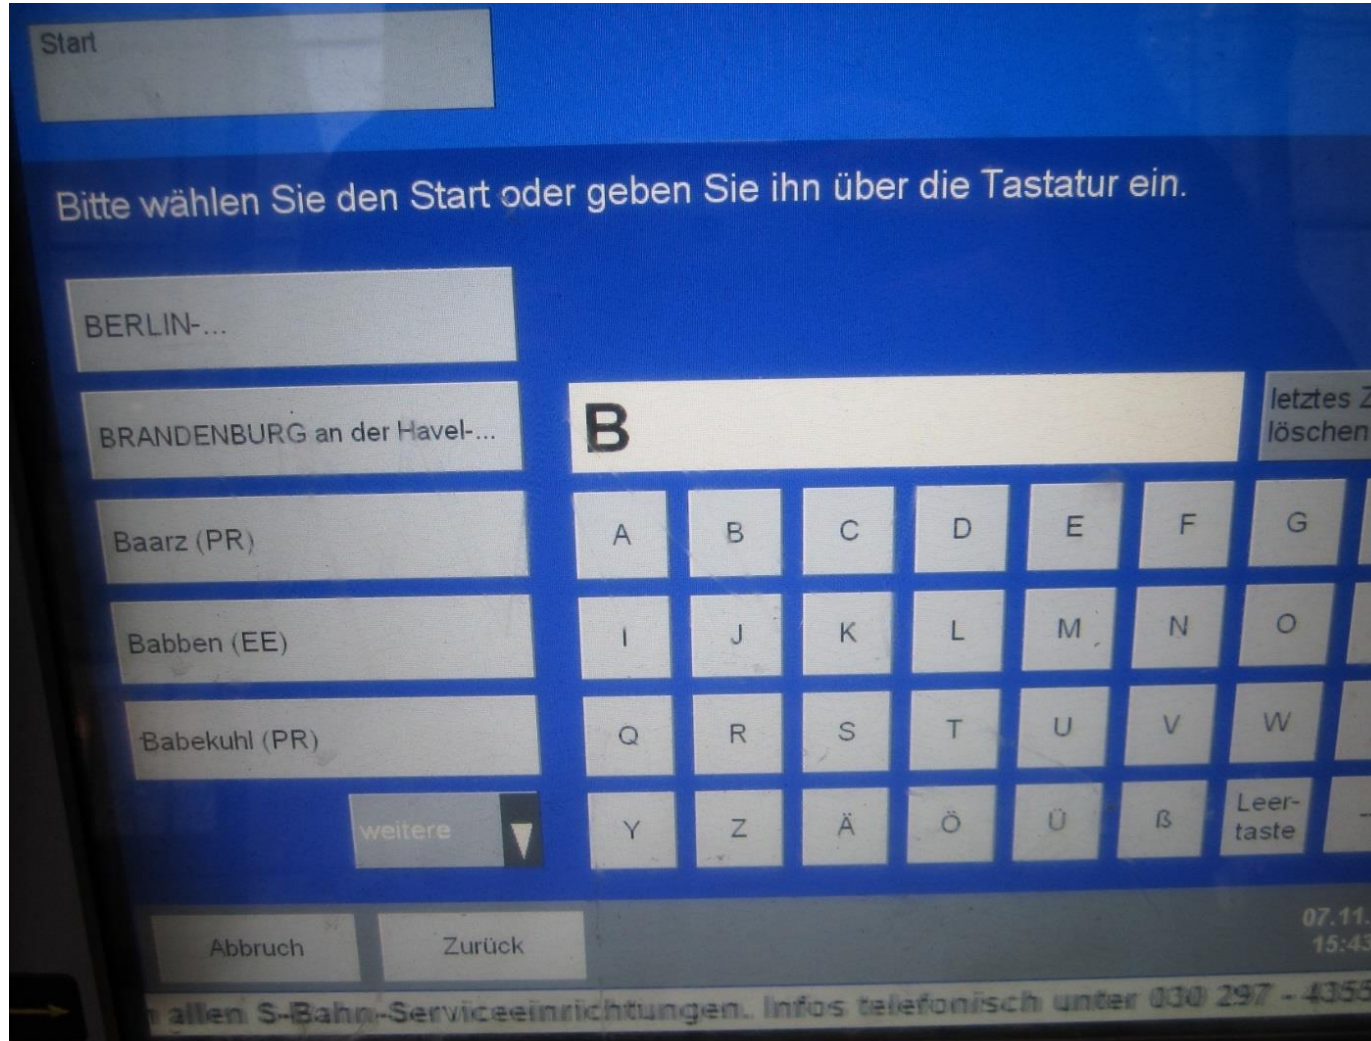 Start
Bitte wählen Sie den Start oder geben Sie ihn über die Tastatur ein.
BERLIN-...
BRANDENBURG an der Havel-...
Baarz (PR)
Babben (EE)
Babekuhl (PR)
weitere
B
letztes Z
löschen
A B C D E F G
I J K L M N O
Q R S T U V W
Y Z Ä Ö Ü ß Leer-
taste -
Abbruch Zurück
07.11.
15:43
allen S-Bahn-Serviceeinrichtungen. Infos telefonisch unter 030 297 - 4355